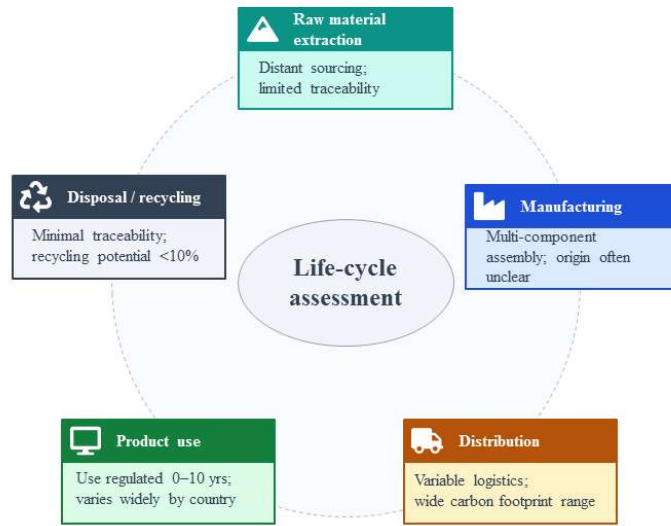 Raw material
extraction
Distant sourcing;
limited traceability
Manufacturing
Multi-component
assembly; origin often
unclear
Distribution
Variable logistics;
wide carbon footprint range
Product use
Use regulated 0–10 yrs;
varies widely by country
Disposal / recycling
Minimal traceability;
recycling potential <10%
Life-cycle
assessment